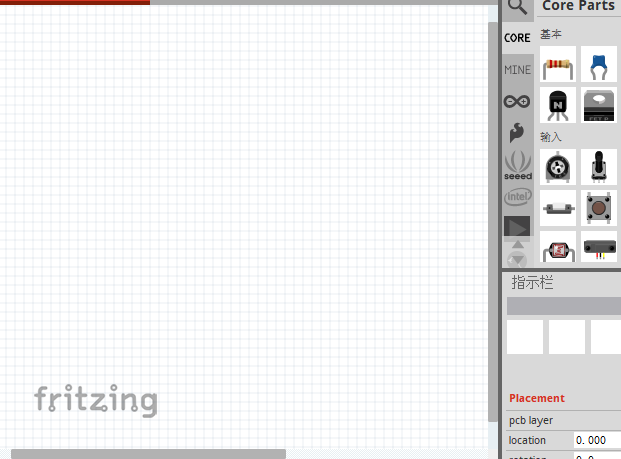 Core Parts
CORE
基本
MINE
N
FET P
输入
seeed
intel
指示栏
fritzing
Placement
pcb layer
location 0.000
rotation 0.0